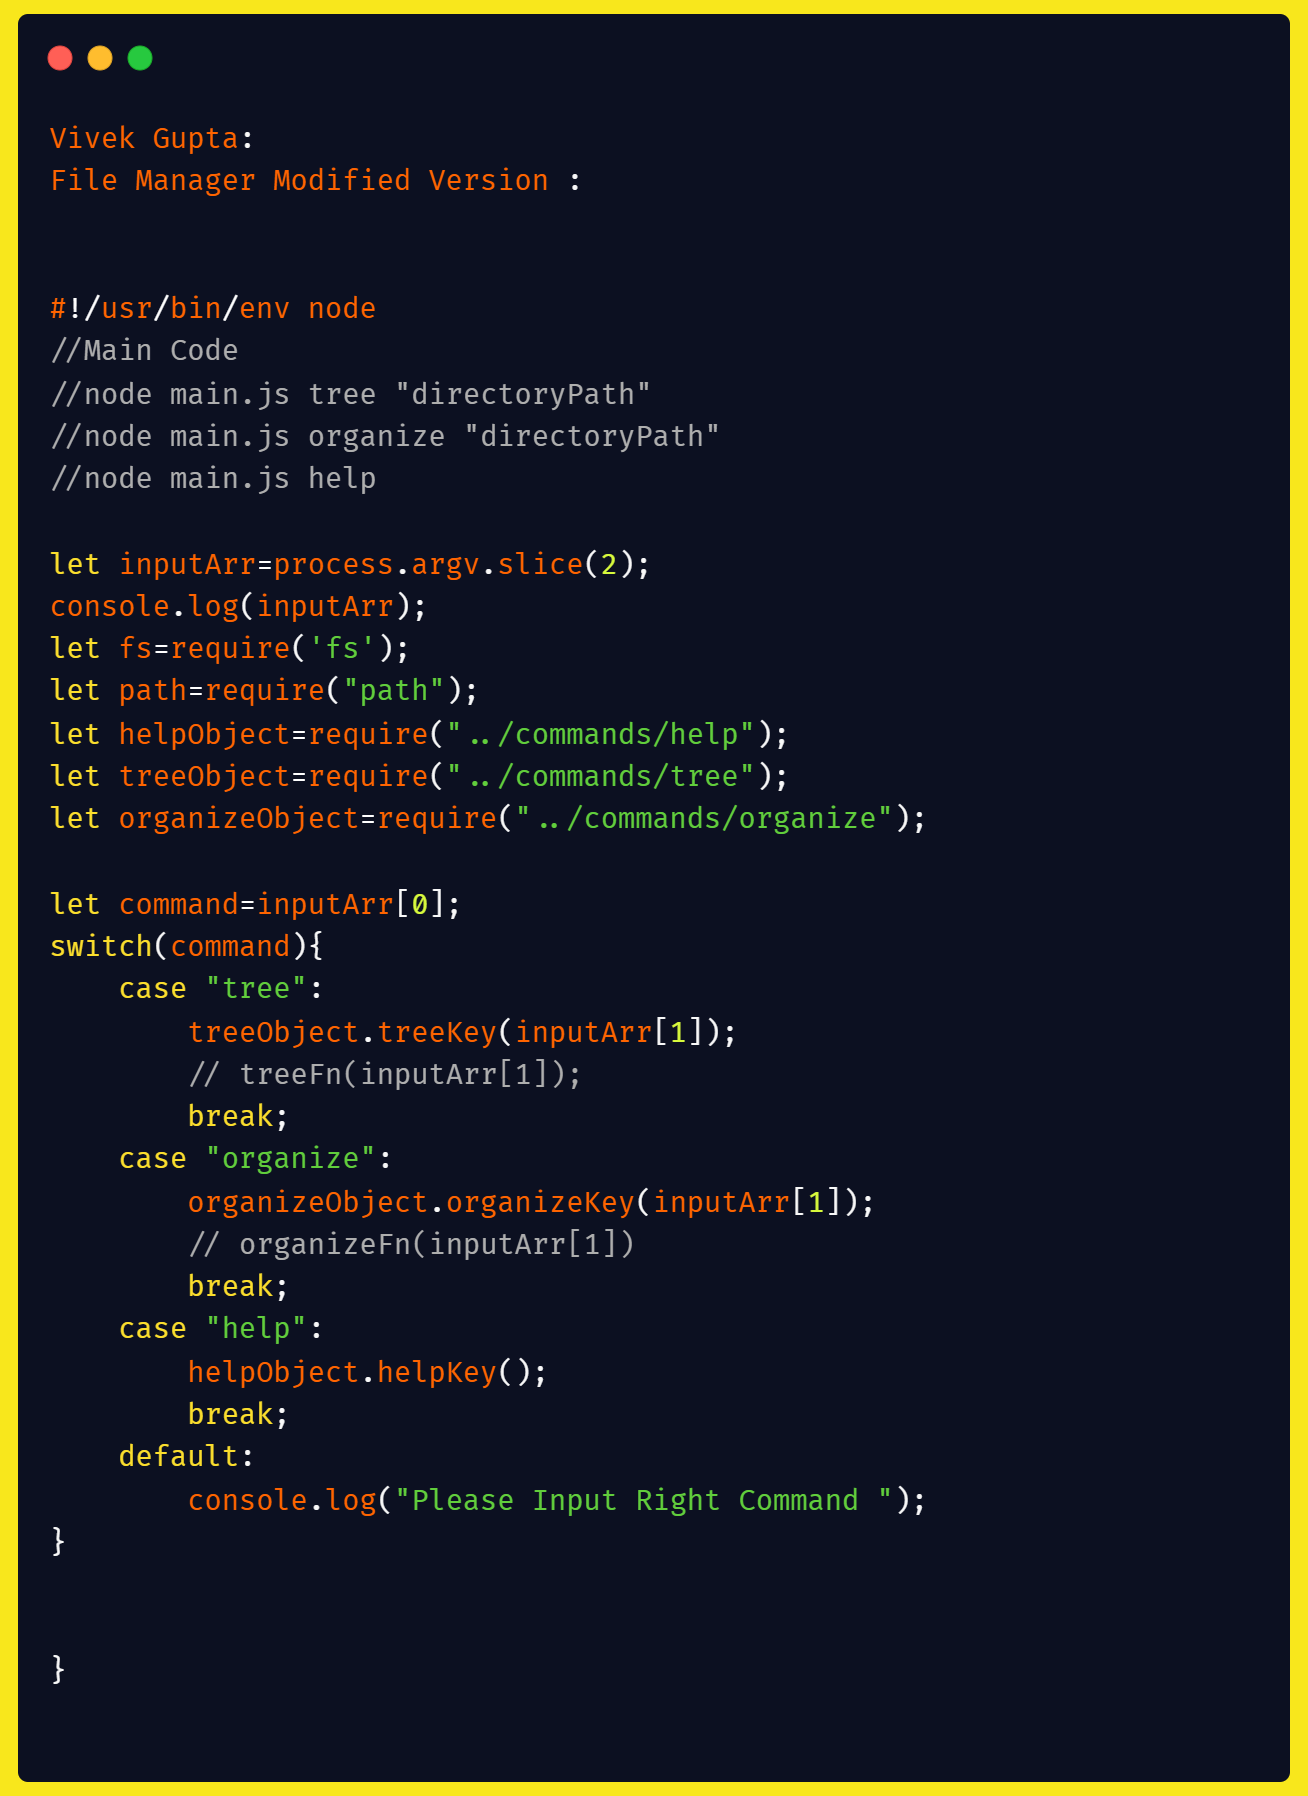 Vivek Gupta:
File Manager Modified Version :
#!/usr/bin/env node
//Main Code
//node main.js tree "directoryPath"
//node main.js organize "directoryPath"
//node main.js help
let inputArr=process.argv.slice(2);
console.log(inputArr);
let fs=require('fs');
let path=require("path");
let helpObject=require("../commands/help");
let treeObject=require("../commands/tree");
let organizeObject=require("../commands/organize");
let command=inputArr[0];
switch(command){
    case "tree":
        treeObject.treeKey(inputArr[1]);
        // treeFn(inputArr[1]);
        break;
    case "organize":
        organizeObject.organizeKey(inputArr[1]);
        // organizeFn(inputArr[1])
        break;
    case "help":
        helpObject.helpKey();
        break;
    default:
        console.log("Please Input Right Command ");
}
}